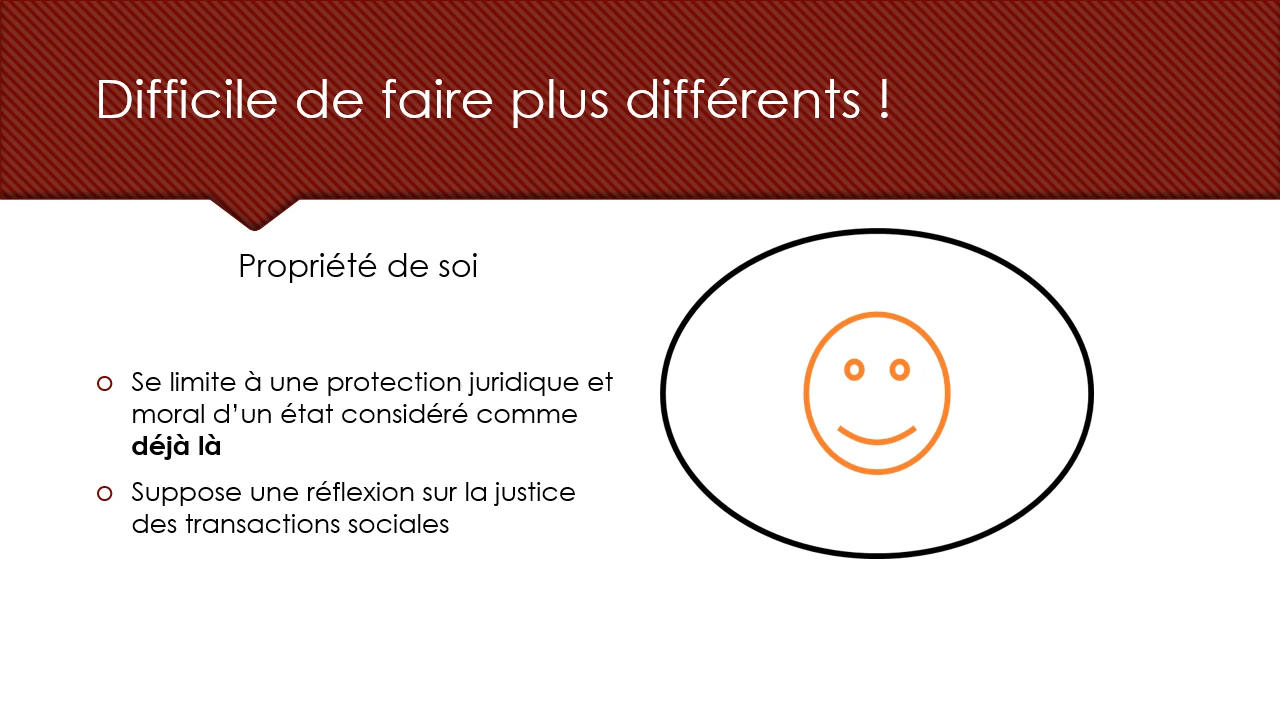 Difficile de faire plus différents !
Propriété de soi
Se limite à une protection juridique et
moral d’un état considéré comme
déjà là
Suppose une réflexion sur la justice
des transactions sociales